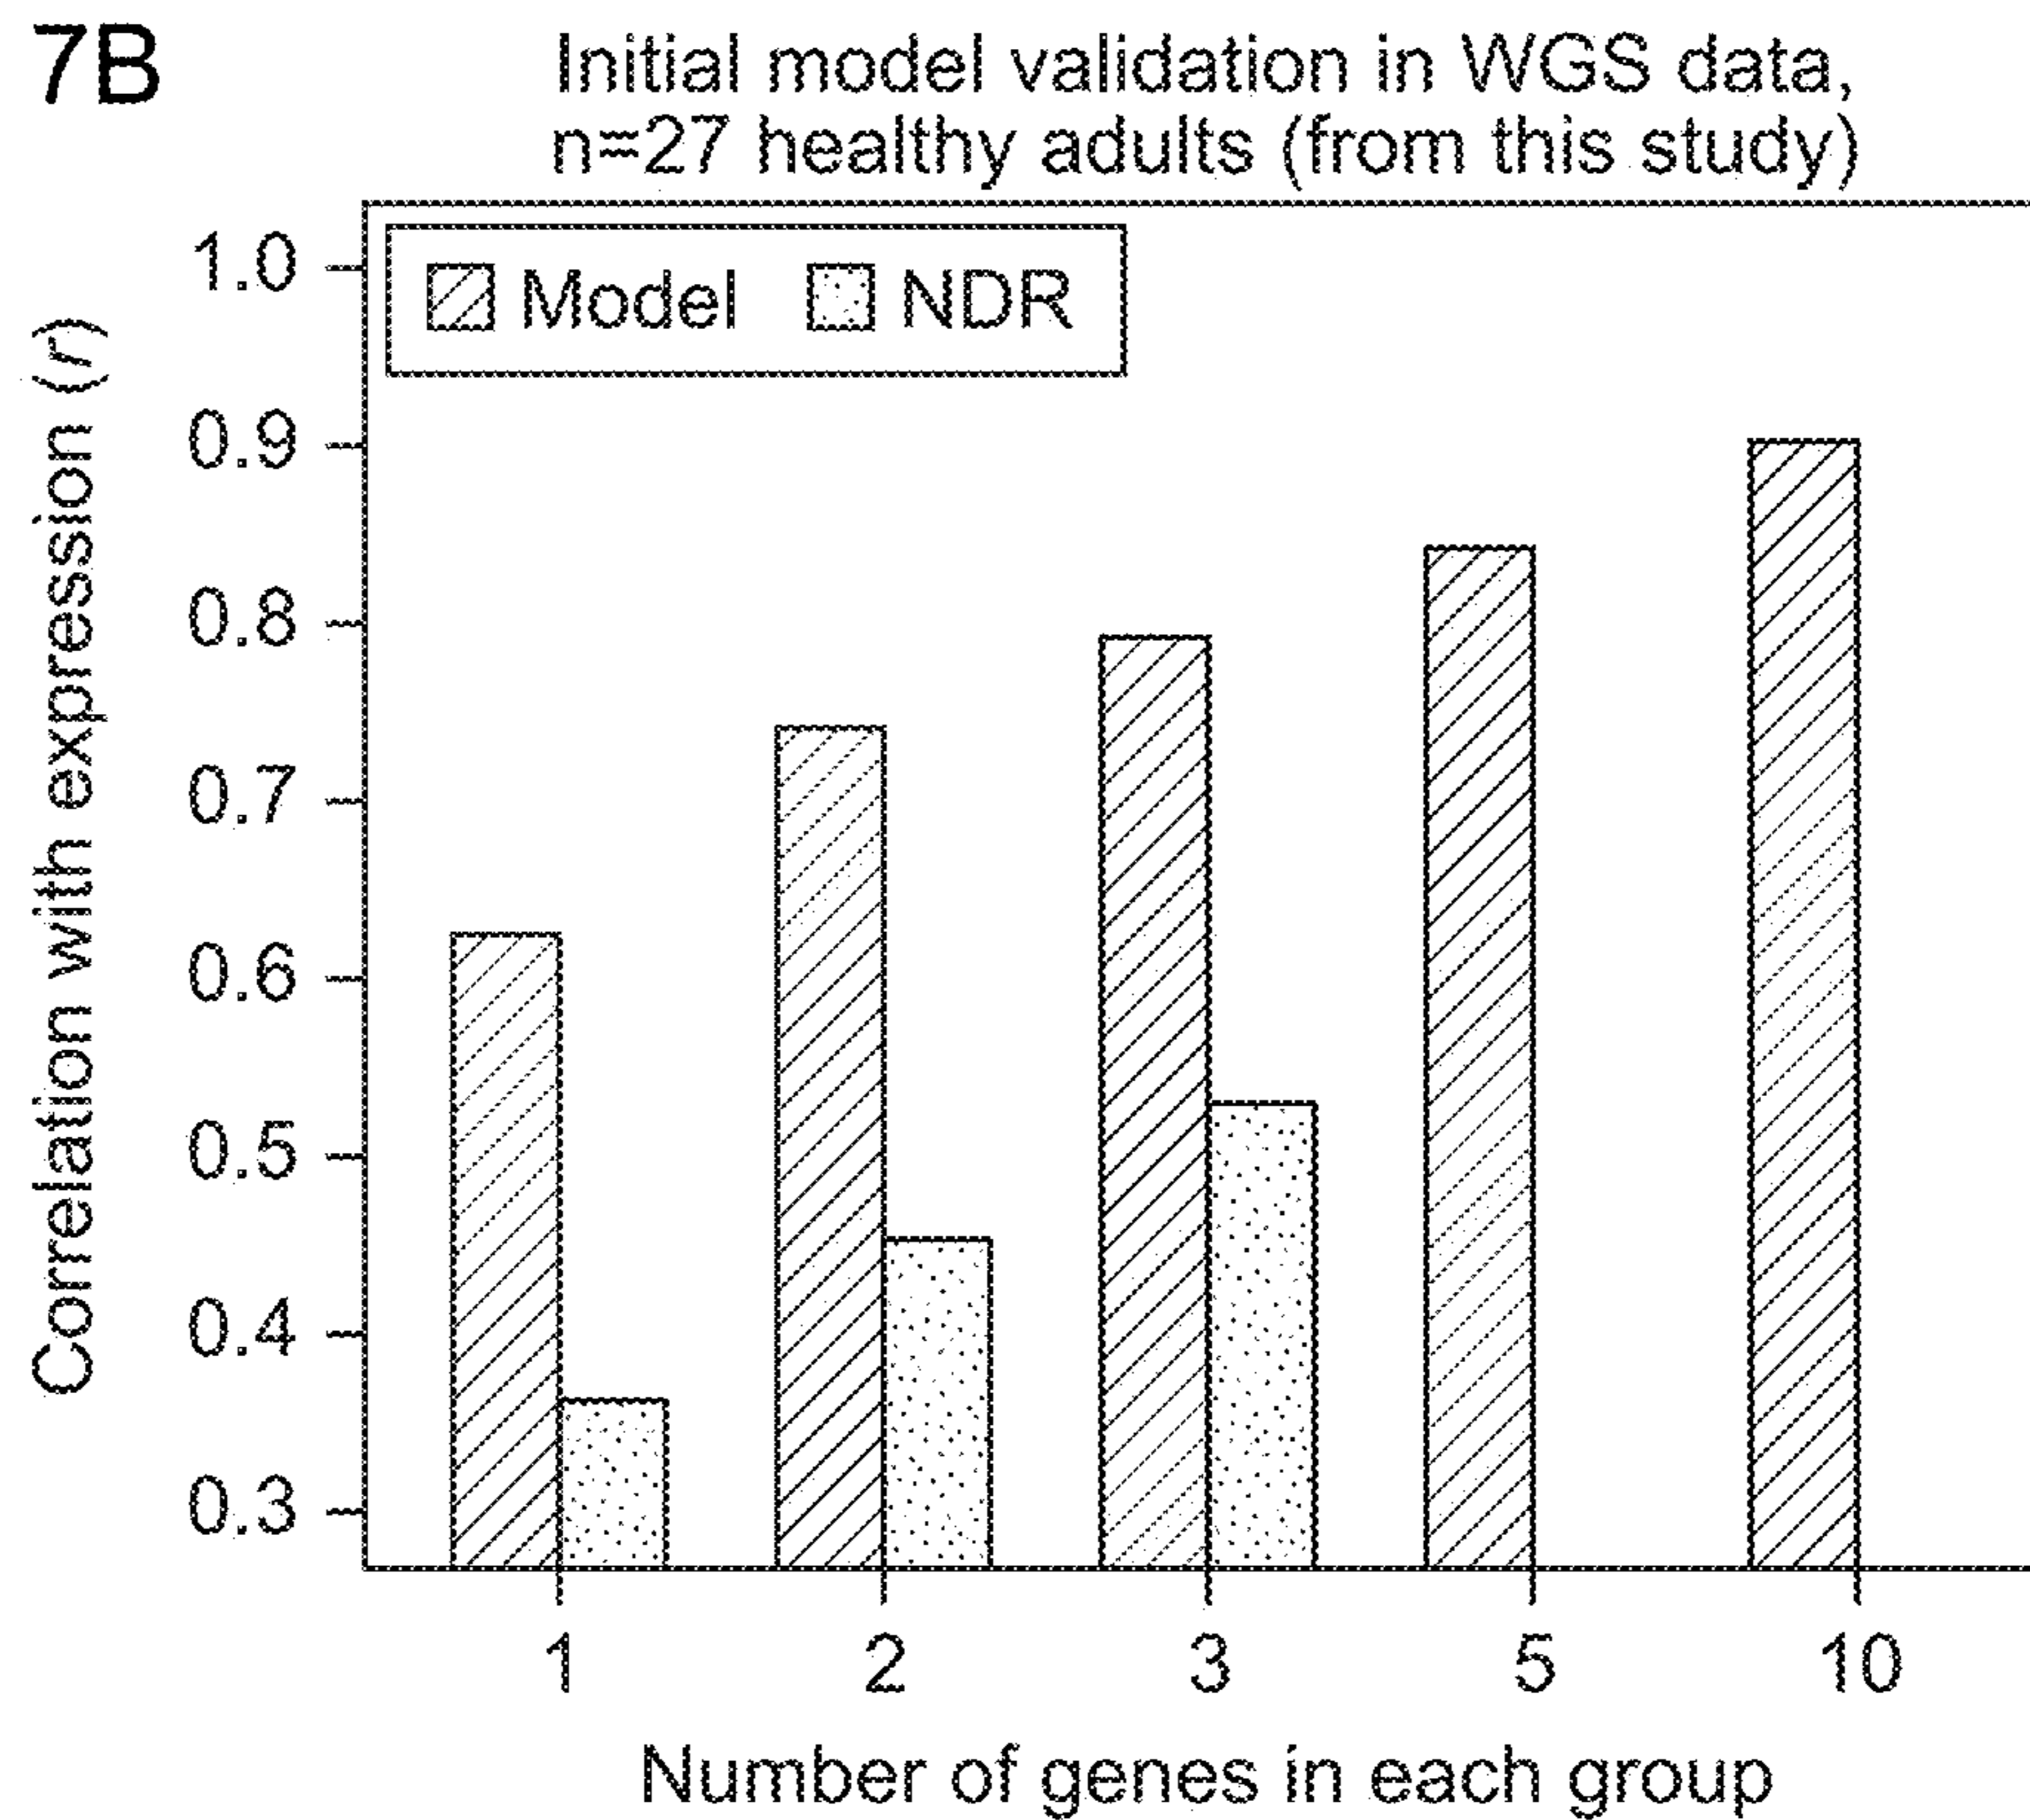 7B
Initial model validation in WGS data,
n=27 healthy adults (from this study)
Model NDR
Correlation with expression (r)
1.0
0.9
0.8
0.7
0.6
0.5
0.4
0.3
1 2 3 5 10
Number of genes in each group